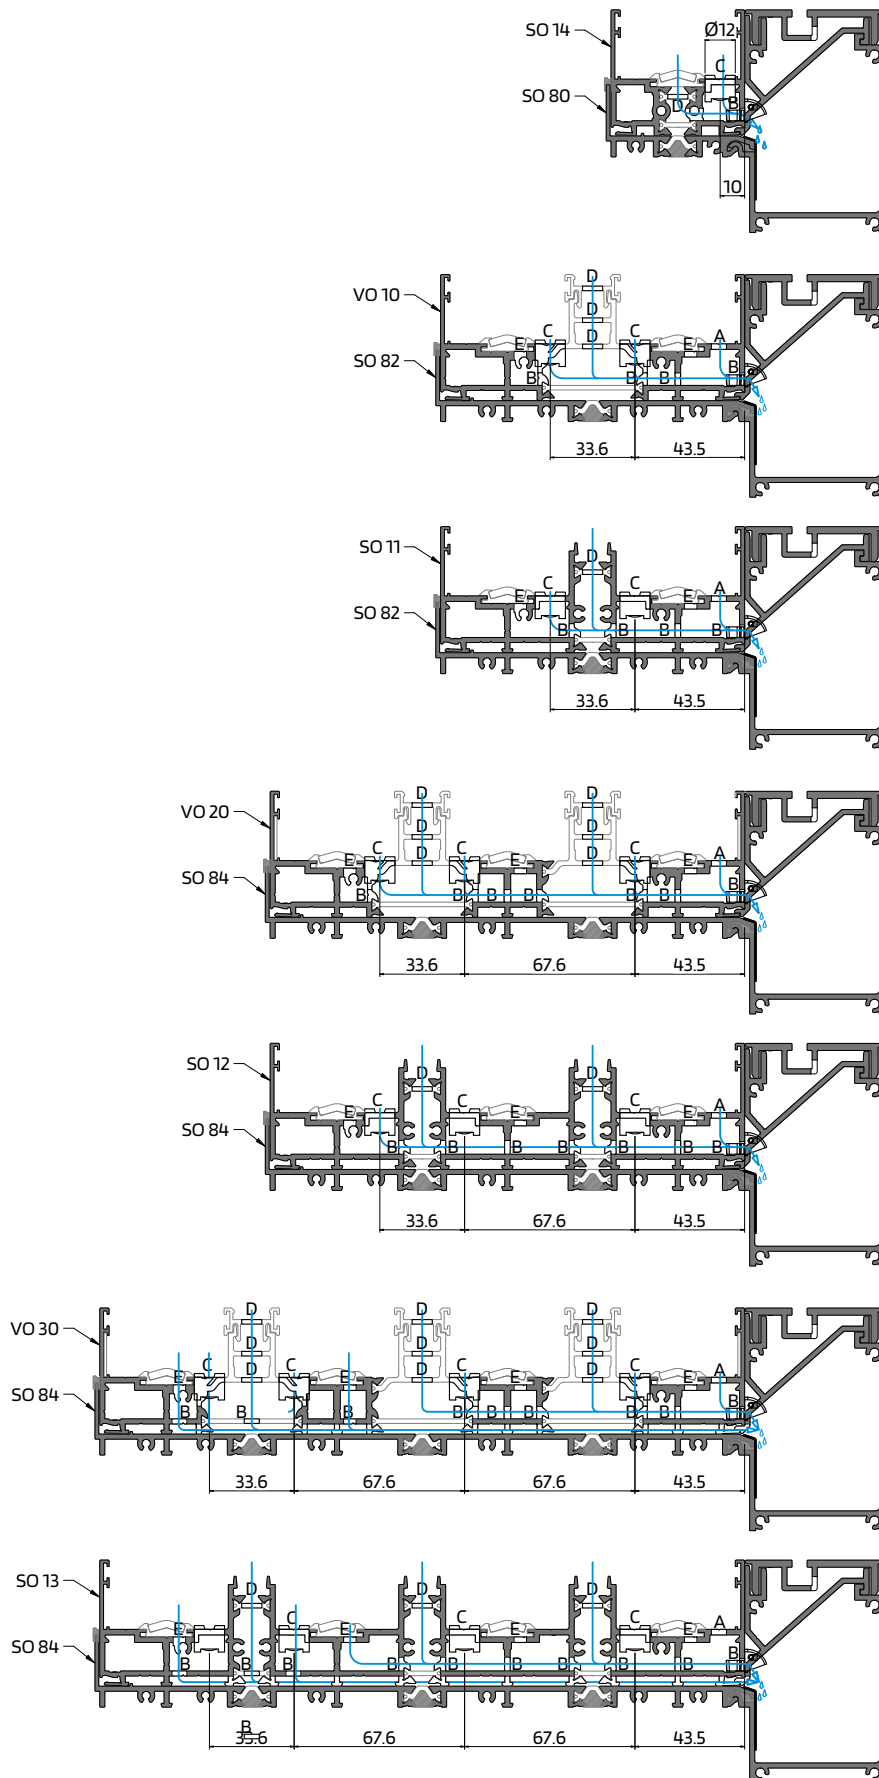 SO 14 Ø12
C
SO 80 D B
10
D
VO 10 D
C D C E A
E
SO 82 B B B B
33.6 43.5
SO 11 D
C C E A
E
SO 82 B B B B
33.6 43.5
D D
VO 20 D D
E C D C E D C E A
SO 84 B B B B B B B
33.6 67.6 43.5
SO 12 D D
E C C E C E A
SO 84 B B B B B B B
33.6 67.6 43.5
D D D
VO 30 D D D
E C D C E D C D C E A
SO 84 B B B B B B B B B
33.6 67.6 67.6 43.5
SO 13 D D D
E C E C E C E A
SO 84 B B B B B B B B B B
B
33.6 67.6 67.6 43.5